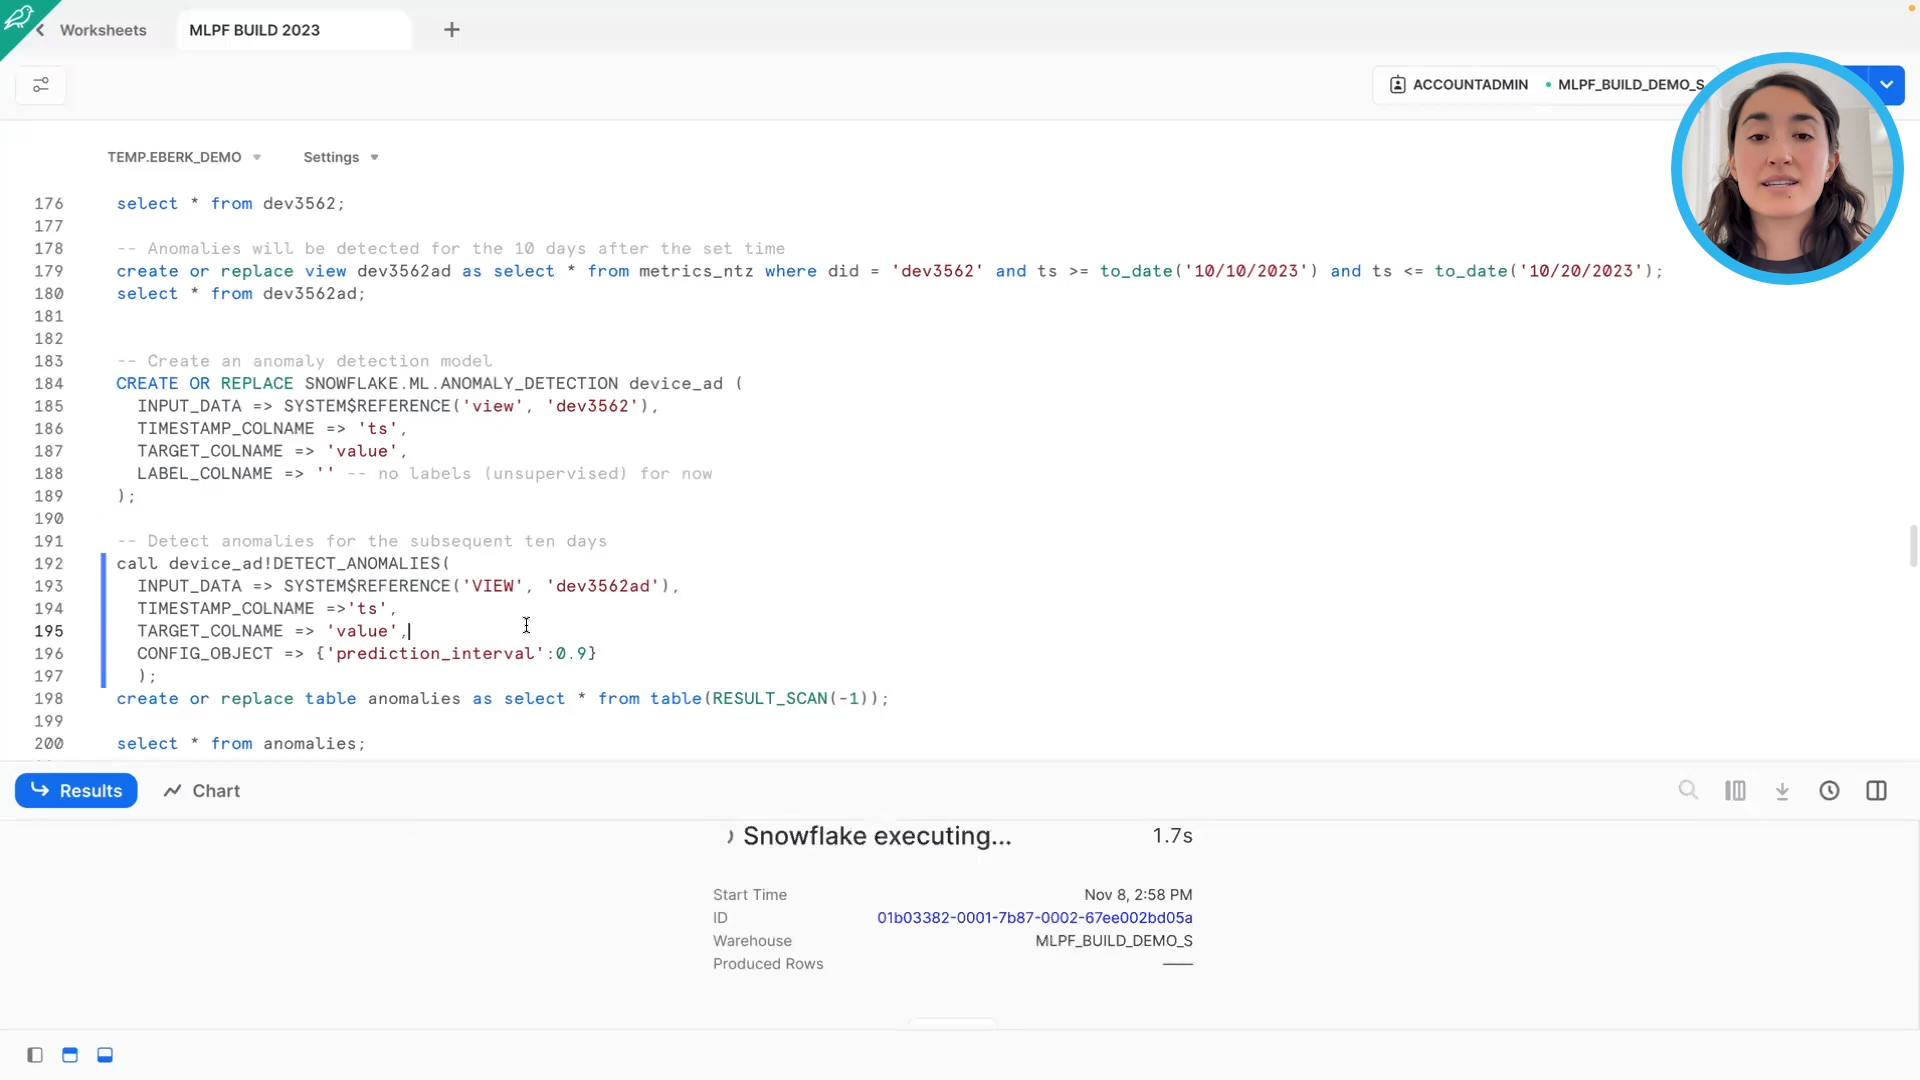 Worksheets
MLPF BUILD 2023
ACCOUNTADMIN
MLPF_BUILD_DEMO_S
TEMP.EBERK_DEMO
Settings
176 select * from dev3562;
177
178 -- Anomalies will be detected for the 10 days after the set time
179 create or replace view dev3562ad as select * from metrics_ntz where did = 'dev3562' and ts >= to_date('10/10/2023') and ts <= to_date('10/20/2023');
180 select * from dev3562ad;
181
182
183 -- Create an anomaly detection model
184 CREATE OR REPLACE SNOWFLAKE.ML.ANOMALY_DETECTION device_ad (
185 INPUT_DATA => SYSTEM$REFERENCE('view', 'dev3562'),
186 TIMESTAMP_COLNAME => 'ts',
187 TARGET_COLNAME => 'value',
188 LABEL_COLNAME => '' -- no labels (unsupervised) for now
189 );
190
191 -- Detect anomalies for the subsequent ten days
192 call device_ad!DETECT_ANOMALIES(
193 INPUT_DATA => SYSTEM$REFERENCE('VIEW', 'dev3562ad'),
194 TIMESTAMP_COLNAME =>'ts',
195 TARGET_COLNAME => 'value',
196 CONFIG_OBJECT => {'prediction_interval':0.9}
197 );
198 create or replace table anomalies as select * from table(RESULT_SCAN(-1));
199
200 select * from anomalies;
Results
Chart
Snowflake executing... 1.7s
Start Time Nov 8, 2:58 PM
ID 01b03382-0001-7b87-0002-67ee002bd05a
Warehouse MLPF_BUILD_DEMO_S
Produced Rows